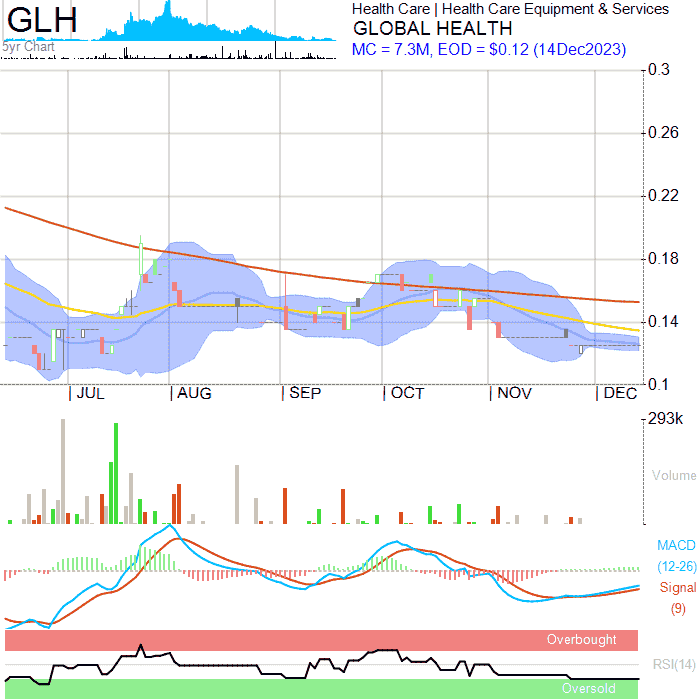 GLH
Health Care | Health Care Equipment & Services
GLOBAL HEALTH
5yr Chart
MC = 7.3M, EOD = $0.12 (14Dec2023)
0.3
0.26
0.22
0.18
0.14
0.1
JUL
AUG
SEP
OCT
NOV
DEC
293k
Volume
MACD
(12-26)
Signal
(9)
Overbought
RSI(14)
Oversold